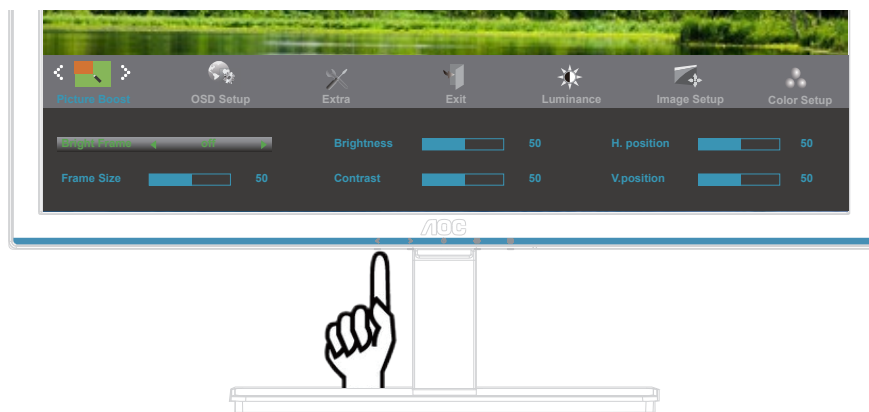 Picture Boost OSD Setup Extra Exit Luminance Image Setup Color Setup
Bright Frame off Brightness 50 H. position 50
Frame Size 50 Contrast 50 V.position 50
AOC